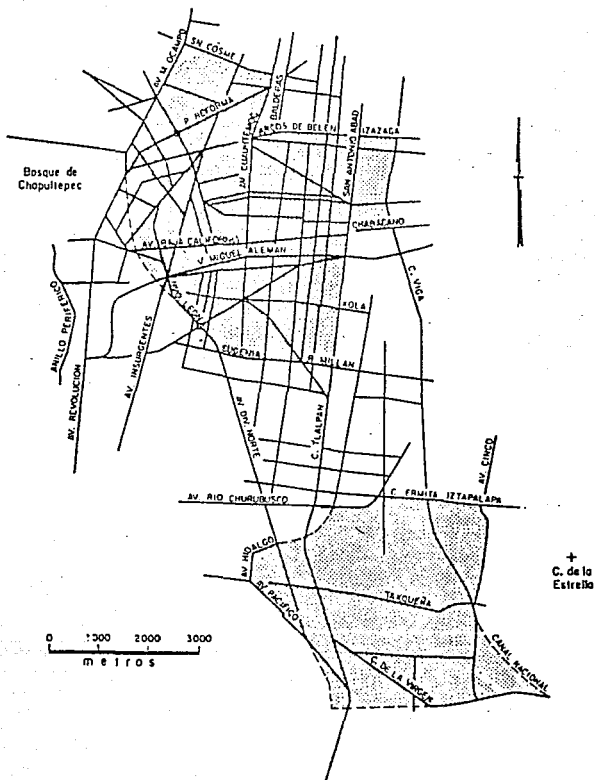 SN COSME
AV. M. OCAMPO
BALDERAS
P. REFORMA
AV. CUAUHTEMOC
ARCOS DE BELEN
IZAZAGA
SAN ANTONIO ABAD
Bosque de
Chapultepec
CHABACANO
AV. BAJA CALIFORNIA
V. MIGUEL ALEMAN
C. VIGA
XOLA
ANILLO PERIFERICO
AV. INSURGENTES
EUGENIA
R. MILLAN
AV. REVOLUCION
AV. DIV. NORTE
C. TLALPAN
AV. CINCO
AV. RIO CHURUBUSCO
C. ERMITA IZTAPALAPA
AV. HIDALGO
+
C. de la
Estrella
AV. PACIFICO
TAXQUEÑA
0 1000 2000 3000
metros
CANAL NACIONAL
C. DE LA VIRGEN